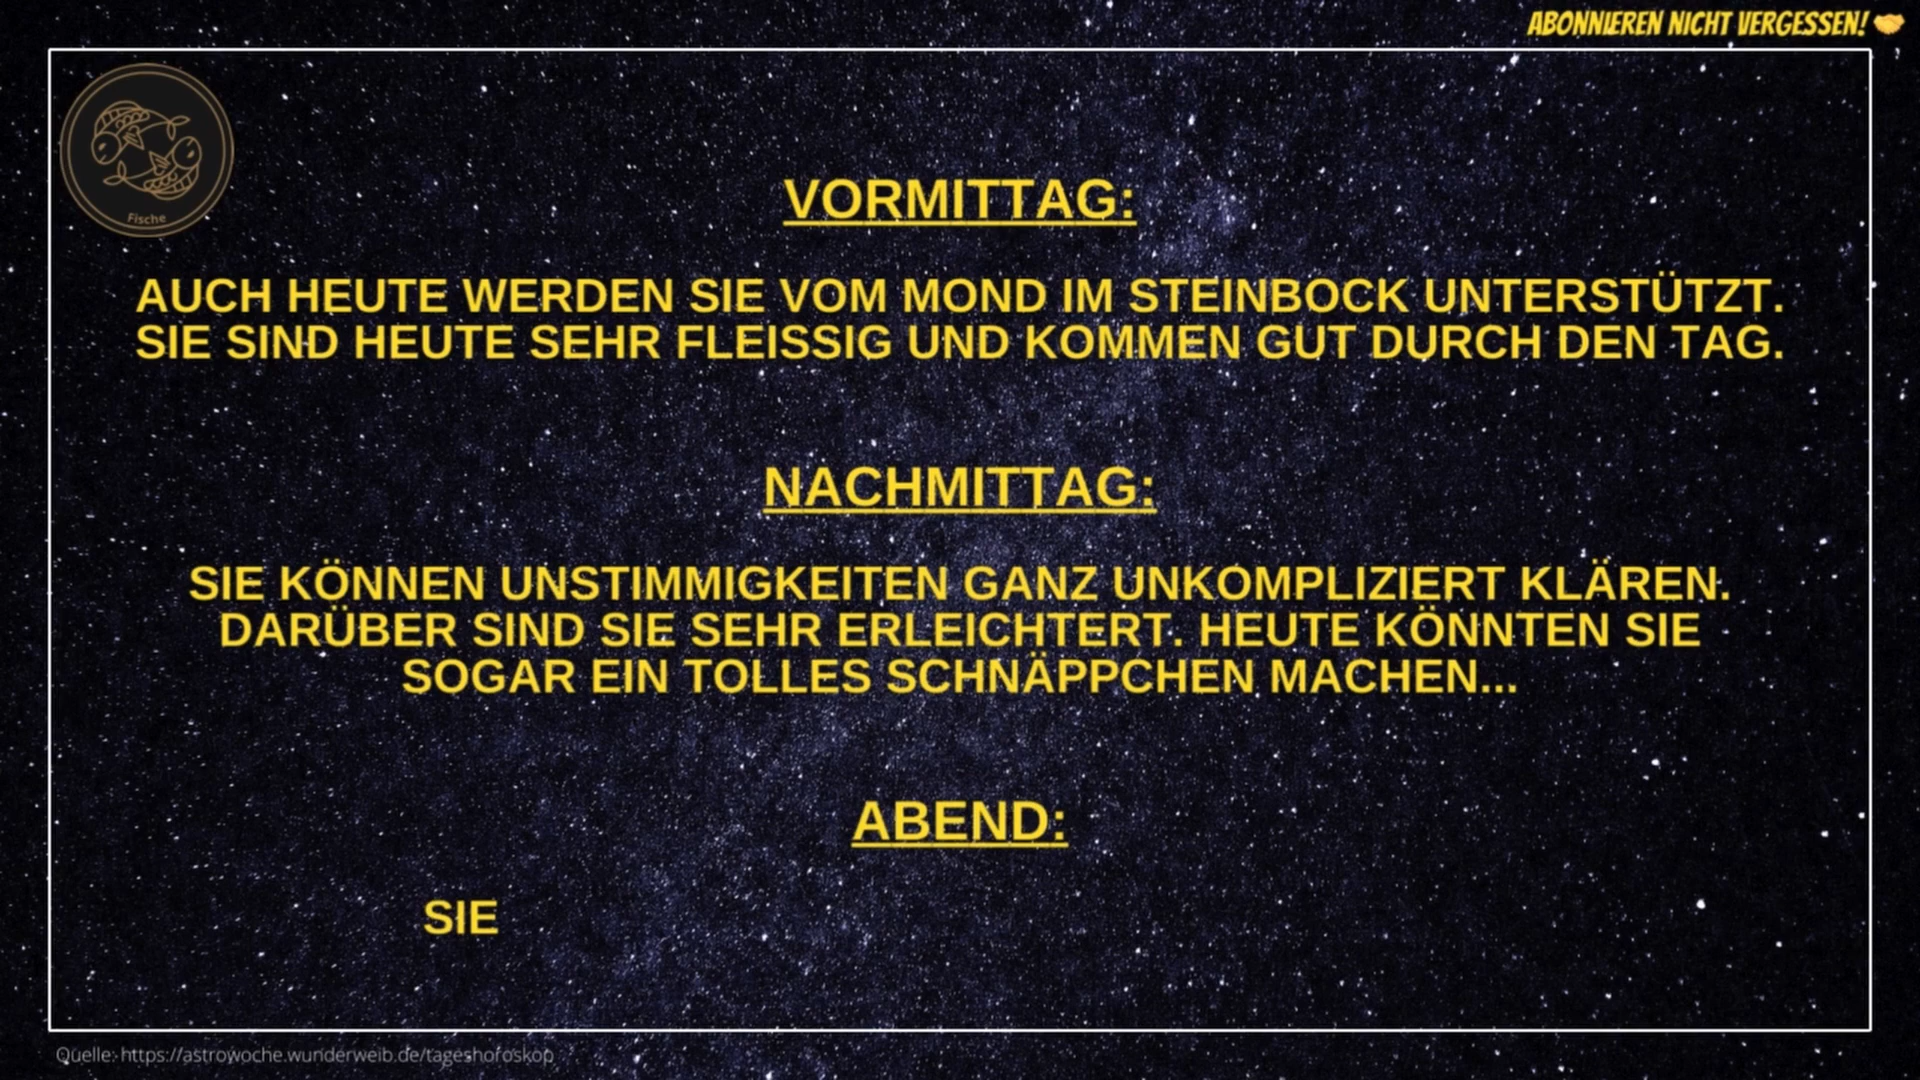 ABONNIEREN NICHT VERGESSEN!
Fische
VORMITTAG:
AUCH HEUTE WERDEN SIE VOM MOND IM STEINBOCK UNTERSTÜTZT.
SIE SIND HEUTE SEHR FLEISSIG UND KOMMEN GUT DURCH DEN TAG.
NACHMITTAG:
SIE KÖNNEN UNSTIMMIGKEITEN GANZ UNKOMPLIZIERT KLÄREN.
DARÜBER SIND SIE SEHR ERLEICHTERT. HEUTE KÖNNTEN SIE
SOGAR EIN TOLLES SCHNÄPPCHEN MACHEN...
ABEND:
SIE
Quelle: https://astrowoche.wunderweib.de/tageshoroskop